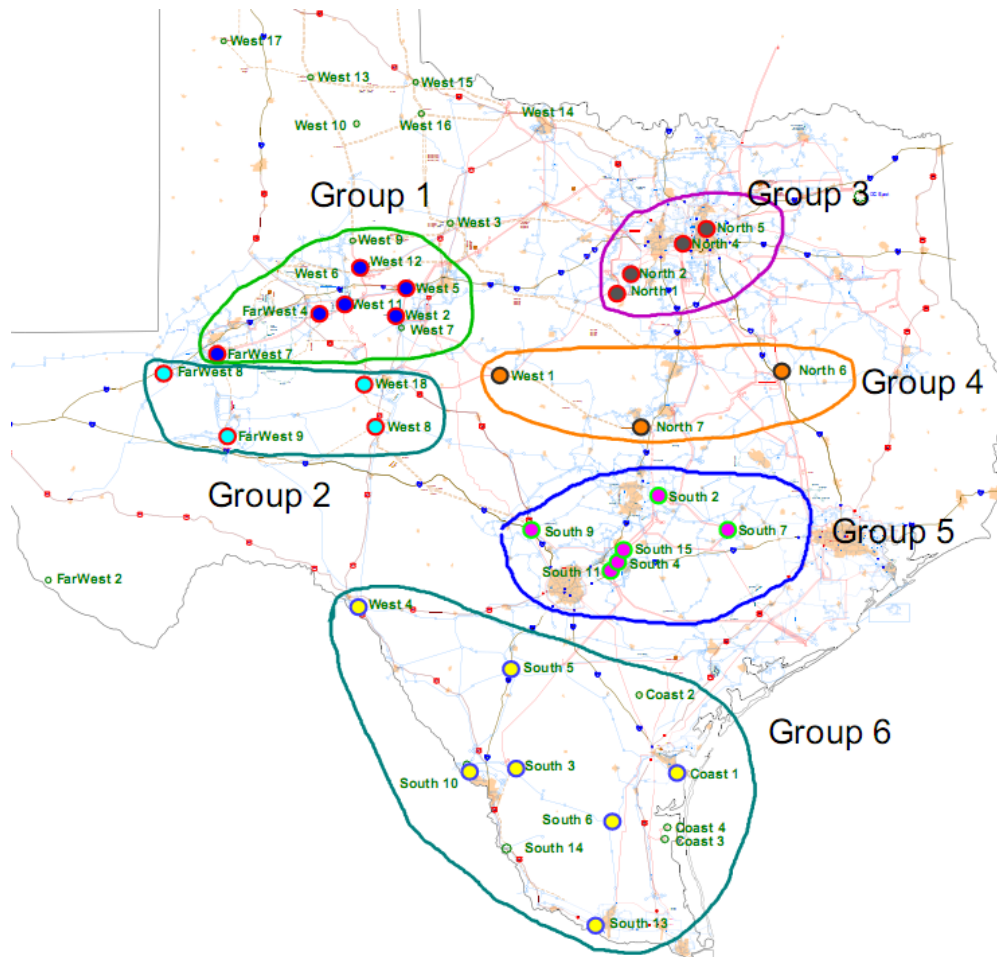 West 17
West 13
West 15
West 10
West 16
West 14
Group 1
Group 3
West 3
North 5
West 9
North 4
West 6
West 12
North 2
West 5
North 1
West 11
FarWest 4
West 2
West 7
FarWest 7
FarWest 8
West 1
North 6
West 18
Group 4
FarWest 9
West 8
North 7
Group 2
South 2
South 9
South 7
Group 5
South 15
South 11
South 4
FarWest 2
West 4
South 5
Coast 2
Group 6
South 3
Coast 1
South 10
South 6
Coast 4
Coast 3
South 14
South 13